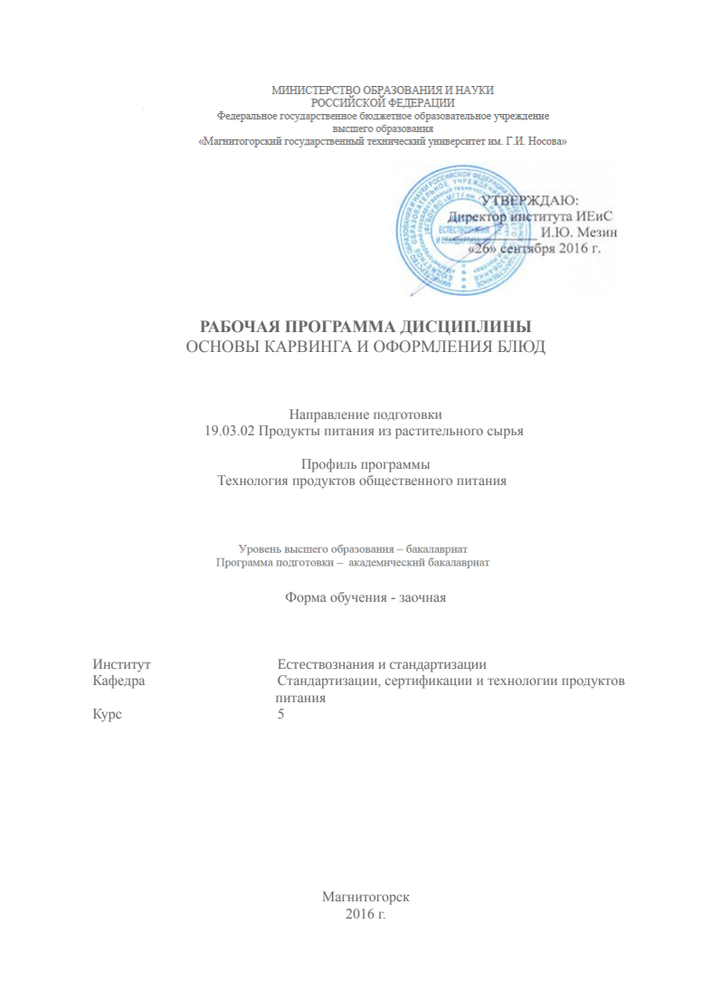 МИНИСТЕРСТВО ОБРАЗОВАНИЯ И НАУКИ
РОССИЙСКОЙ ФЕДЕРАЦИИ
Федеральное государственное бюджетное образовательное учреждение
высшего образования
«Магнитогорский государственный технический университет им. Г.И. Носова»
УТВЕРЖДАЮ:
Директор института ИЕиС
И.Ю. Мезин
«26» сентября 2016 г.
ЕСТЕСТВОЗНАНИЯ
И СТАНДАРТИЗАЦИИ
РАБОЧАЯ ПРОГРАММА ДИСЦИПЛИНЫ
ОСНОВЫ КАРВИНГА И ОФОРМЛЕНИЯ БЛЮД
Направление подготовки
19.03.02 Продукты питания из растительного сырья
Профиль программы
Технология продуктов общественного питания
Уровень высшего образования – бакалавриат
Программа подготовки – академический бакалавриат
Форма обучения - заочная
Институт Естествознания и стандартизации
Кафедра Стандартизации, сертификации и технологии продуктов
питания
Курс 5
Магнитогорск
2016 г.